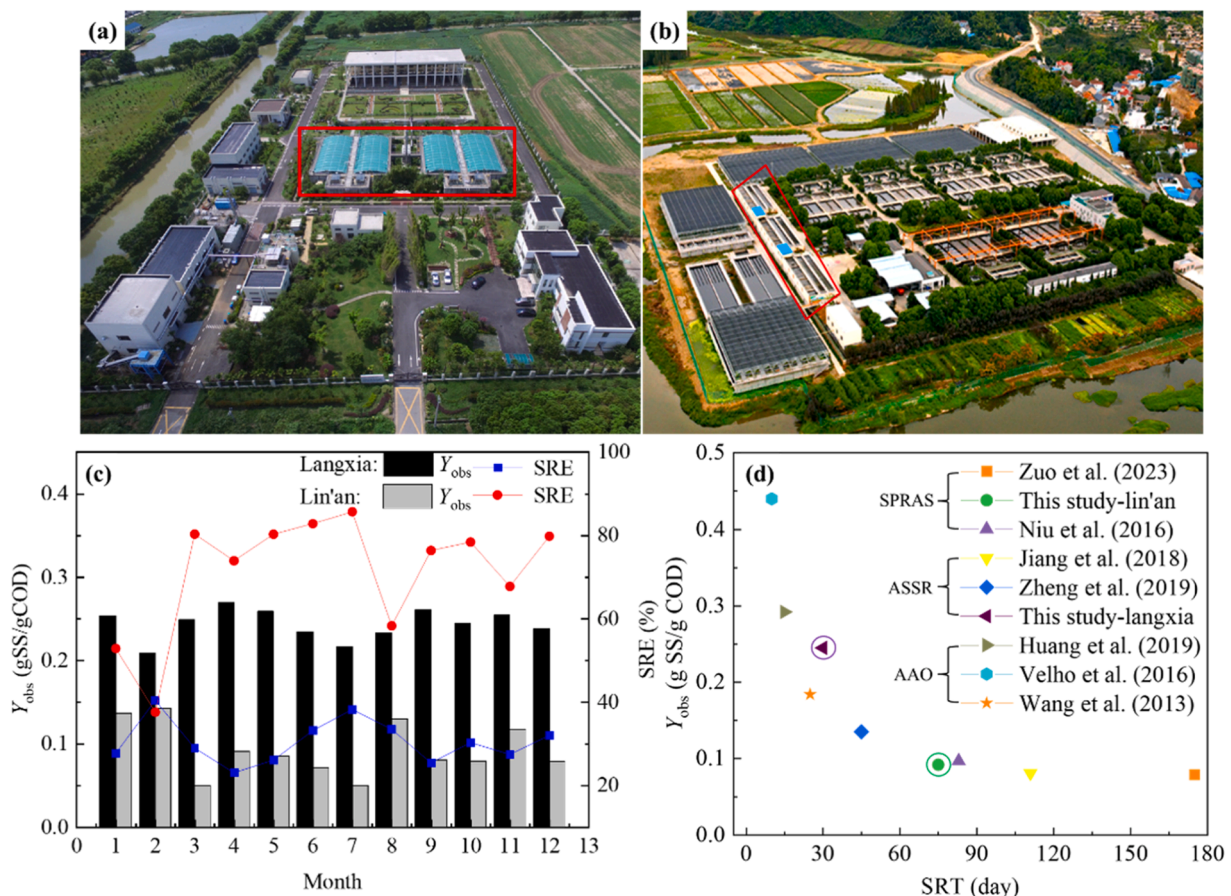 (a)
(b)
(c)
Langxia: Yobs SRE
Lin'an: Yobs SRE
Yobs (gSS/gCOD)
0.4
0.3
0.2
0.1
0.0
100
80
60
40
20
SRE (%)
1 2 3 4 5 6 7 8 9 10 11 12 13
Month
(d)
Yobs (g SS/g COD)
0.5
0.4
0.3
0.2
0.1
0.0
SPRAS
Zuo et al. (2023)
This study-lin'an
Niu et al. (2016)
ASSR
Jiang et al. (2018)
Zheng et al. (2019)
This study-langxia
AAO
Huang et al. (2019)
Velho et al. (2016)
Wang et al. (2013)
0 30 60 90 120 150 180
SRT (day)